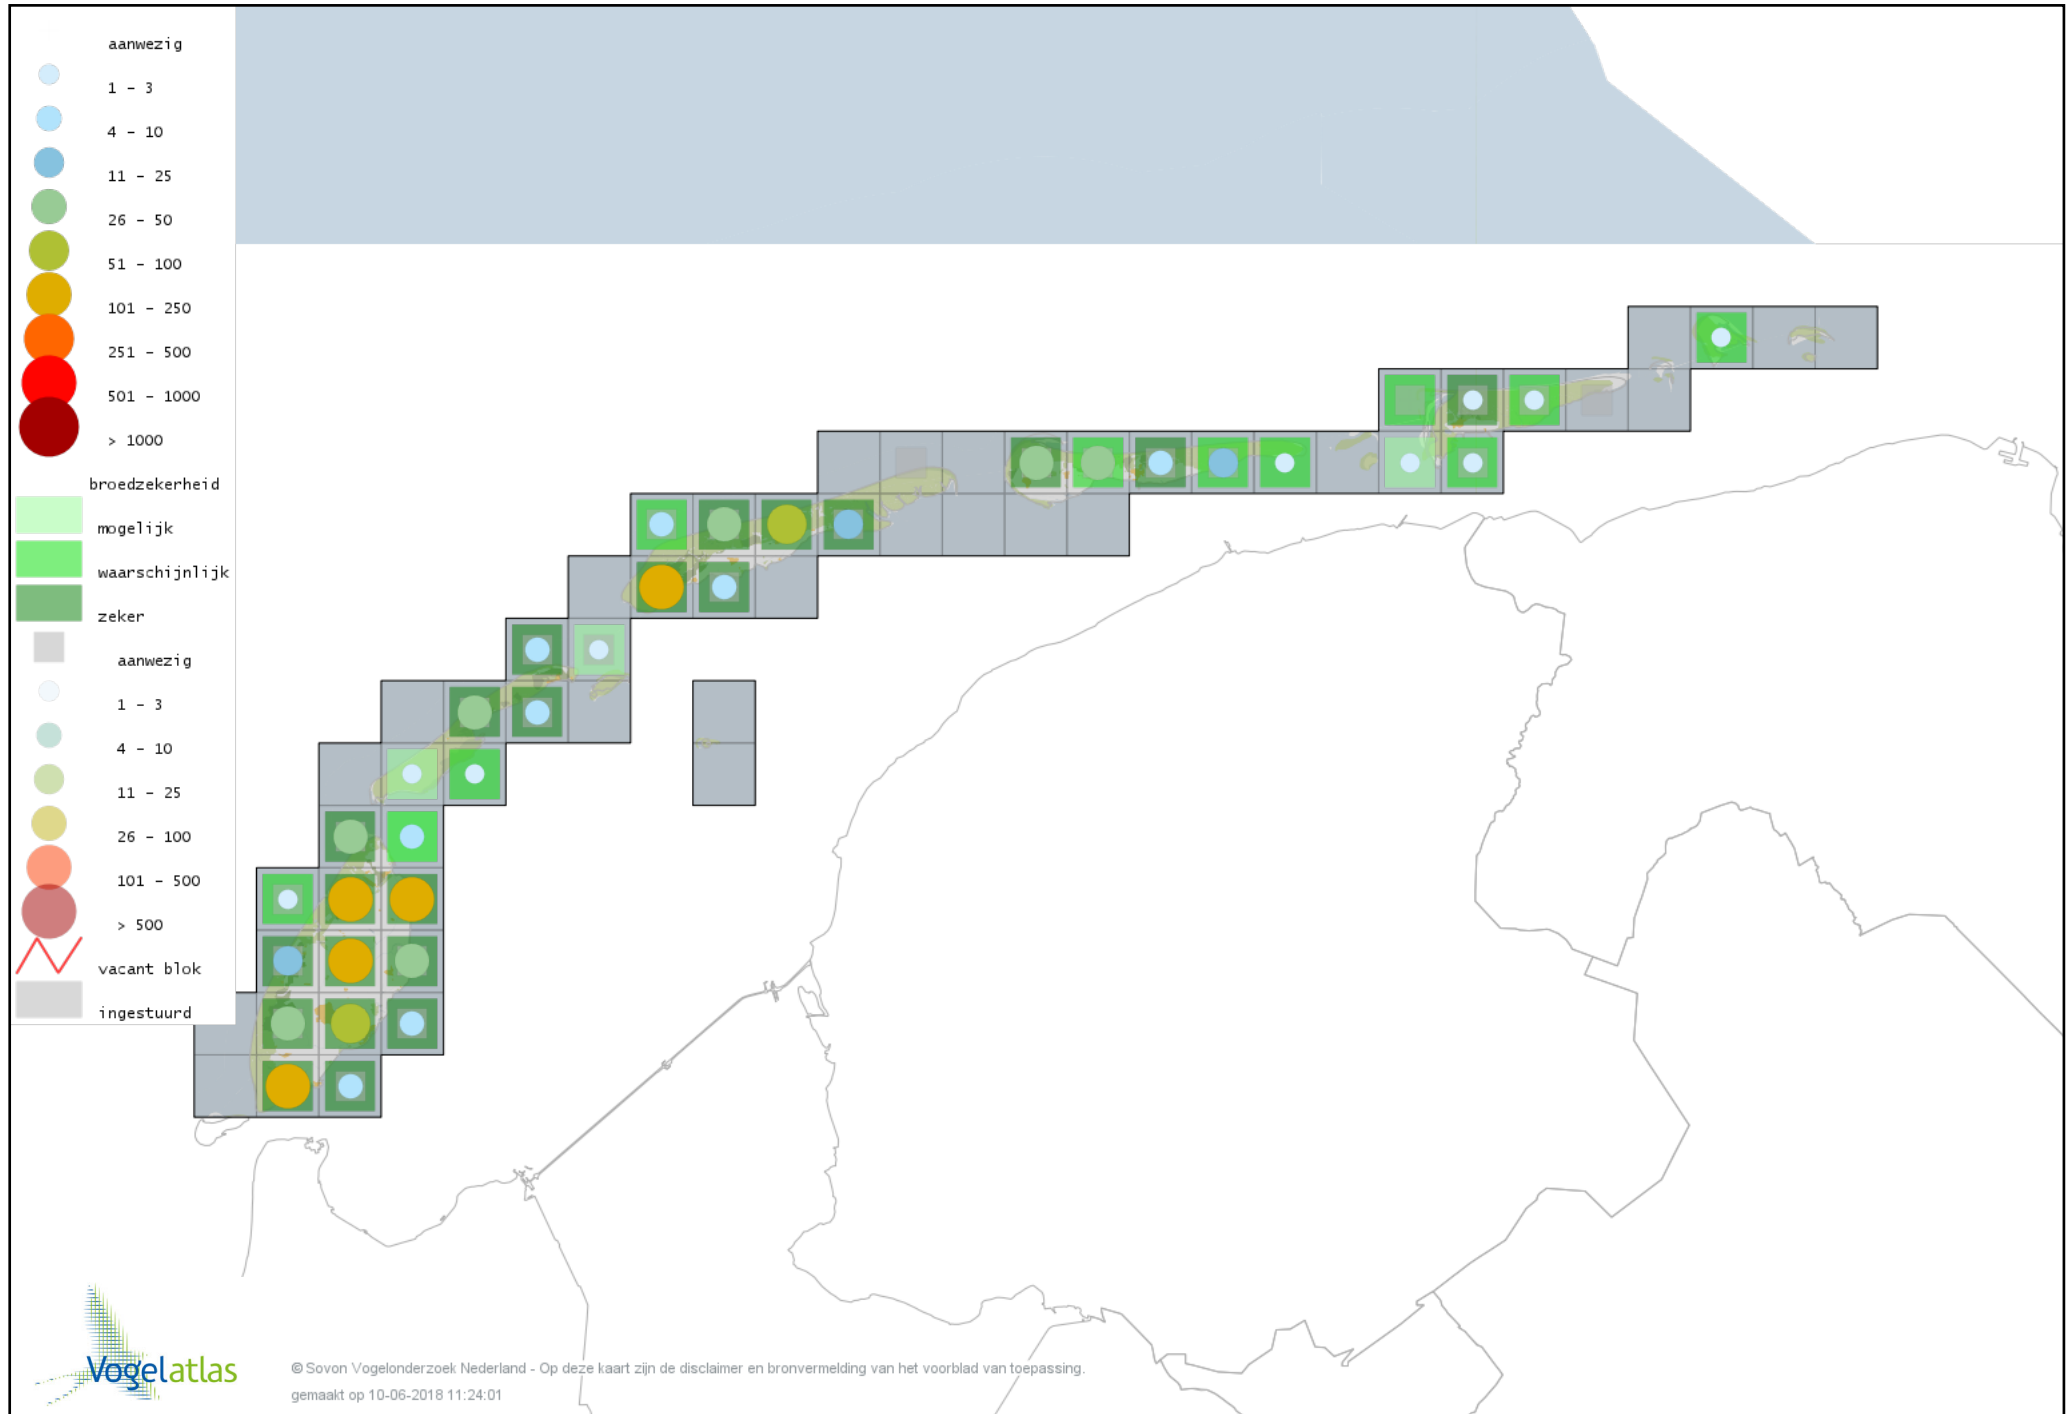 aanwezig
1 - 3
4 - 10
11 - 25
26 - 50
51 - 100
101 - 250
251 - 500
501 - 1000
> 1000
broedzekerheid
mogelijk
waarschijnlijk
zeker
aanwezig
1 - 3
4 - 10
11 - 25
26 - 100
101 - 500
> 500
vacant blok
ingestuurd
Vogelatlas
© Sovon Vogelonderzoek Nederland - Op deze kaart zijn de disclaimer en bronvermelding van het voorblad van toepassing.
gemaakt op 10-06-2018 11:24:01